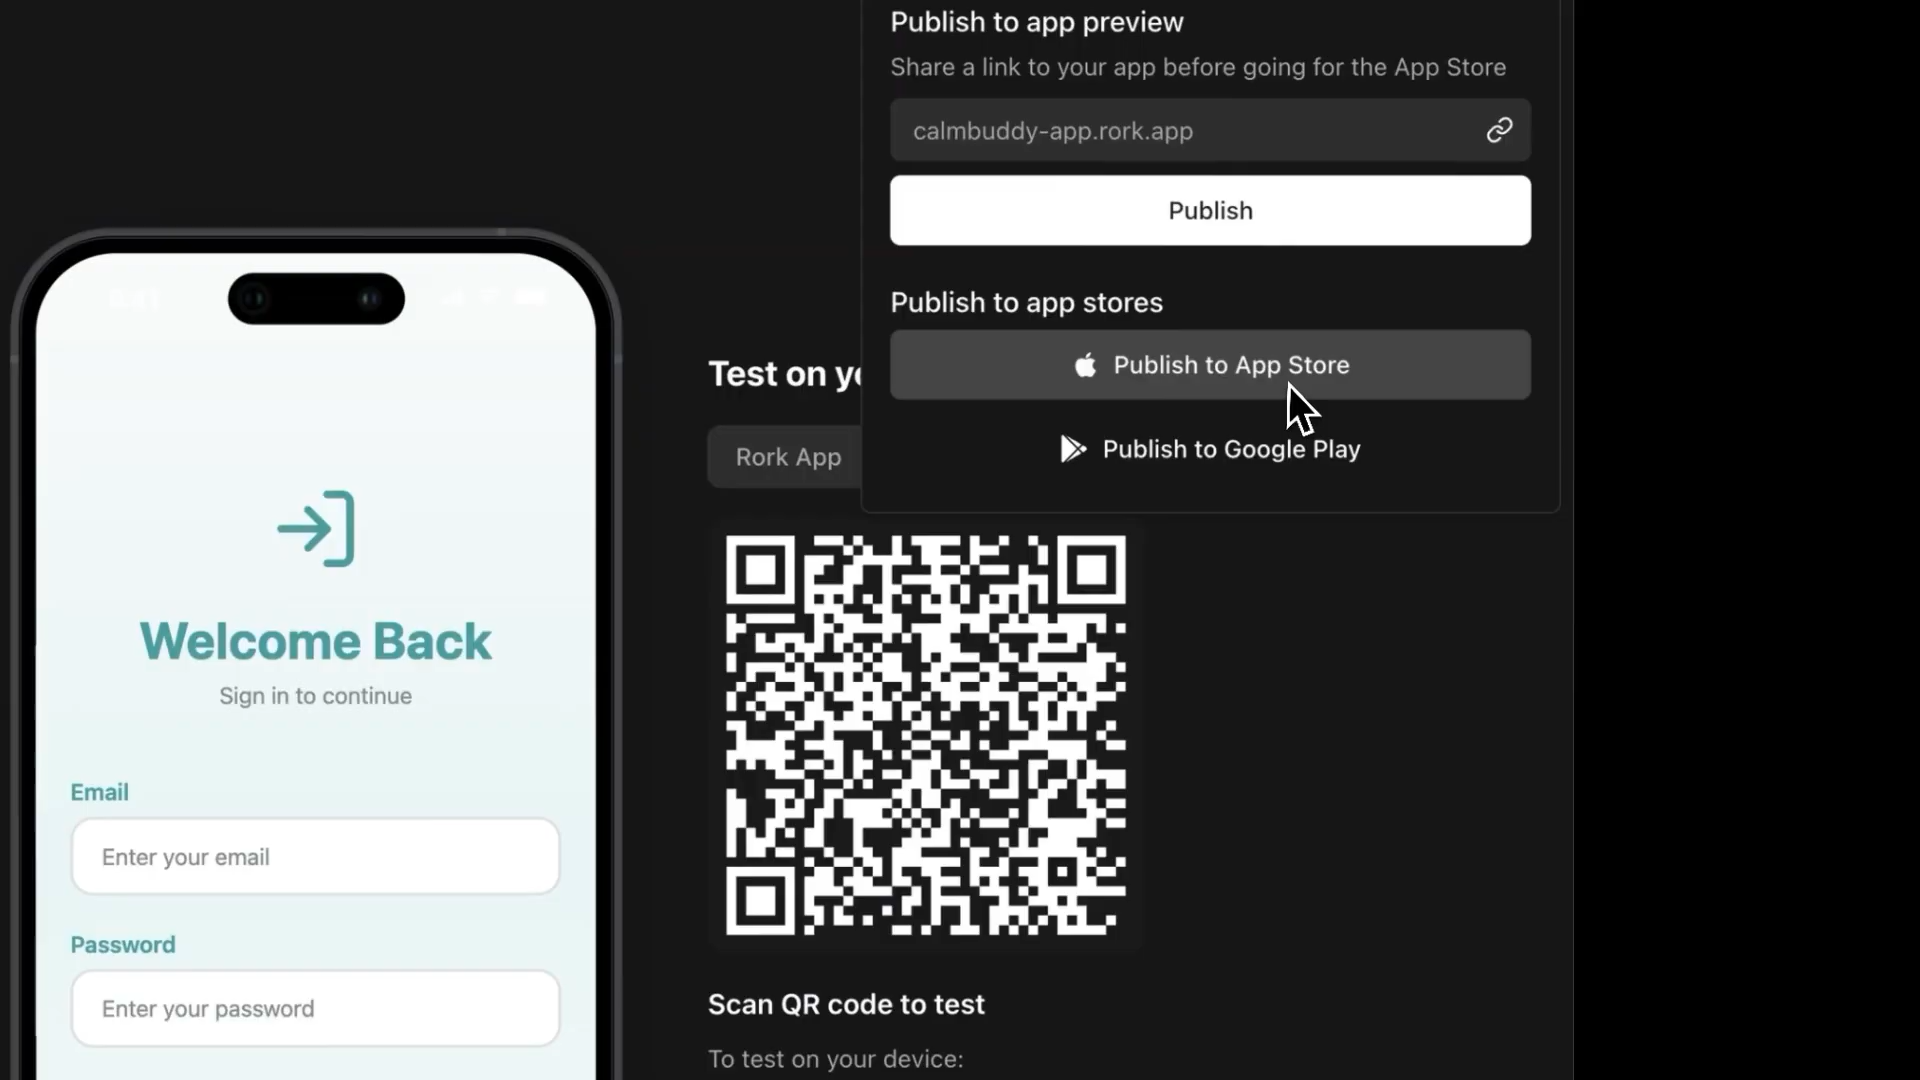 Publish to app preview
Share a link to your app before going for the App Store
calmbuddy-app.rork.app
Publish
Publish to app stores
Publish to App Store
Publish to Google Play
Test on
Rork App
Scan QR code to test
To test on your device:
Welcome Back
Sign in to continue
Email
Enter your email
Password
Enter your password